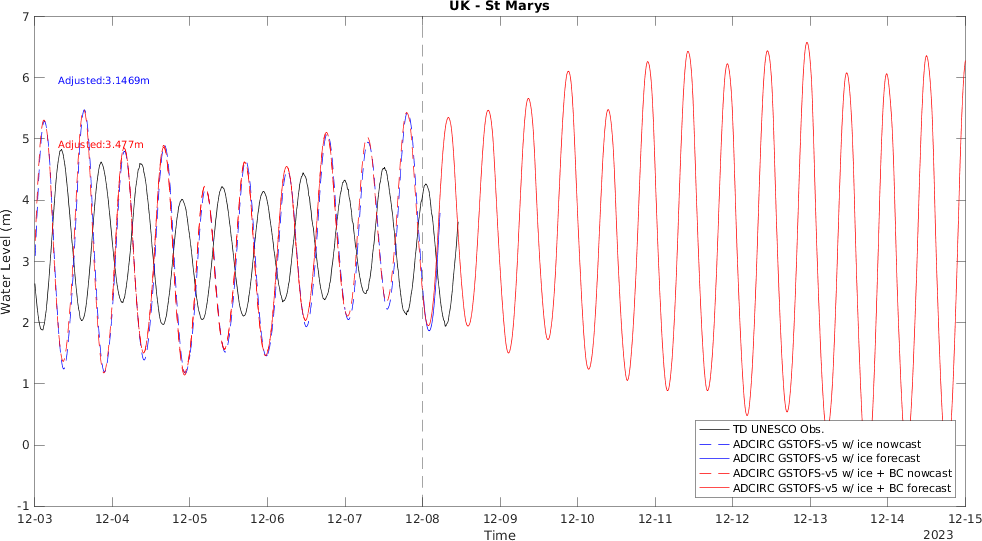 UK - St Marys
7
6
5
4
3
2
1
0
-1
Water Level (m)
Adjusted:3.1469m
Adjusted:3.477m
TD UNESCO Obs.
ADCIRC GSTOFS-v5 w/ ice nowcast
ADCIRC GSTOFS-v5 w/ ice forecast
ADCIRC GSTOFS-v5 w/ ice + BC nowcast
ADCIRC GSTOFS-v5 w/ ice + BC forecast
12-03 12-04 12-05 12-06 12-07 12-08 12-09 12-10 12-11 12-12 12-13 12-14 12-15
Time
2023